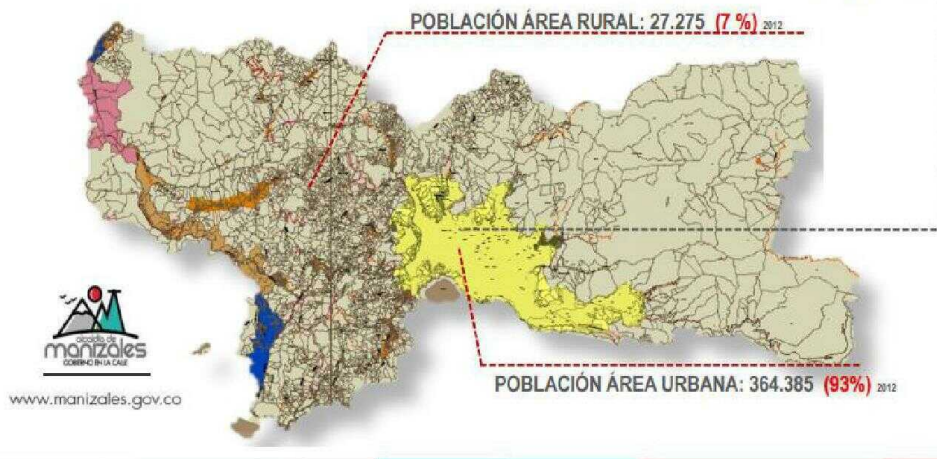 POBLACIÓN ÁREA RURAL: 27.275 (7 %) 2012
alcaldía de
manizales
GOBIERNO EN LA CALLE
www.manizales.gov.co
POBLACIÓN ÁREA URBANA: 364.385 (93%) 2012